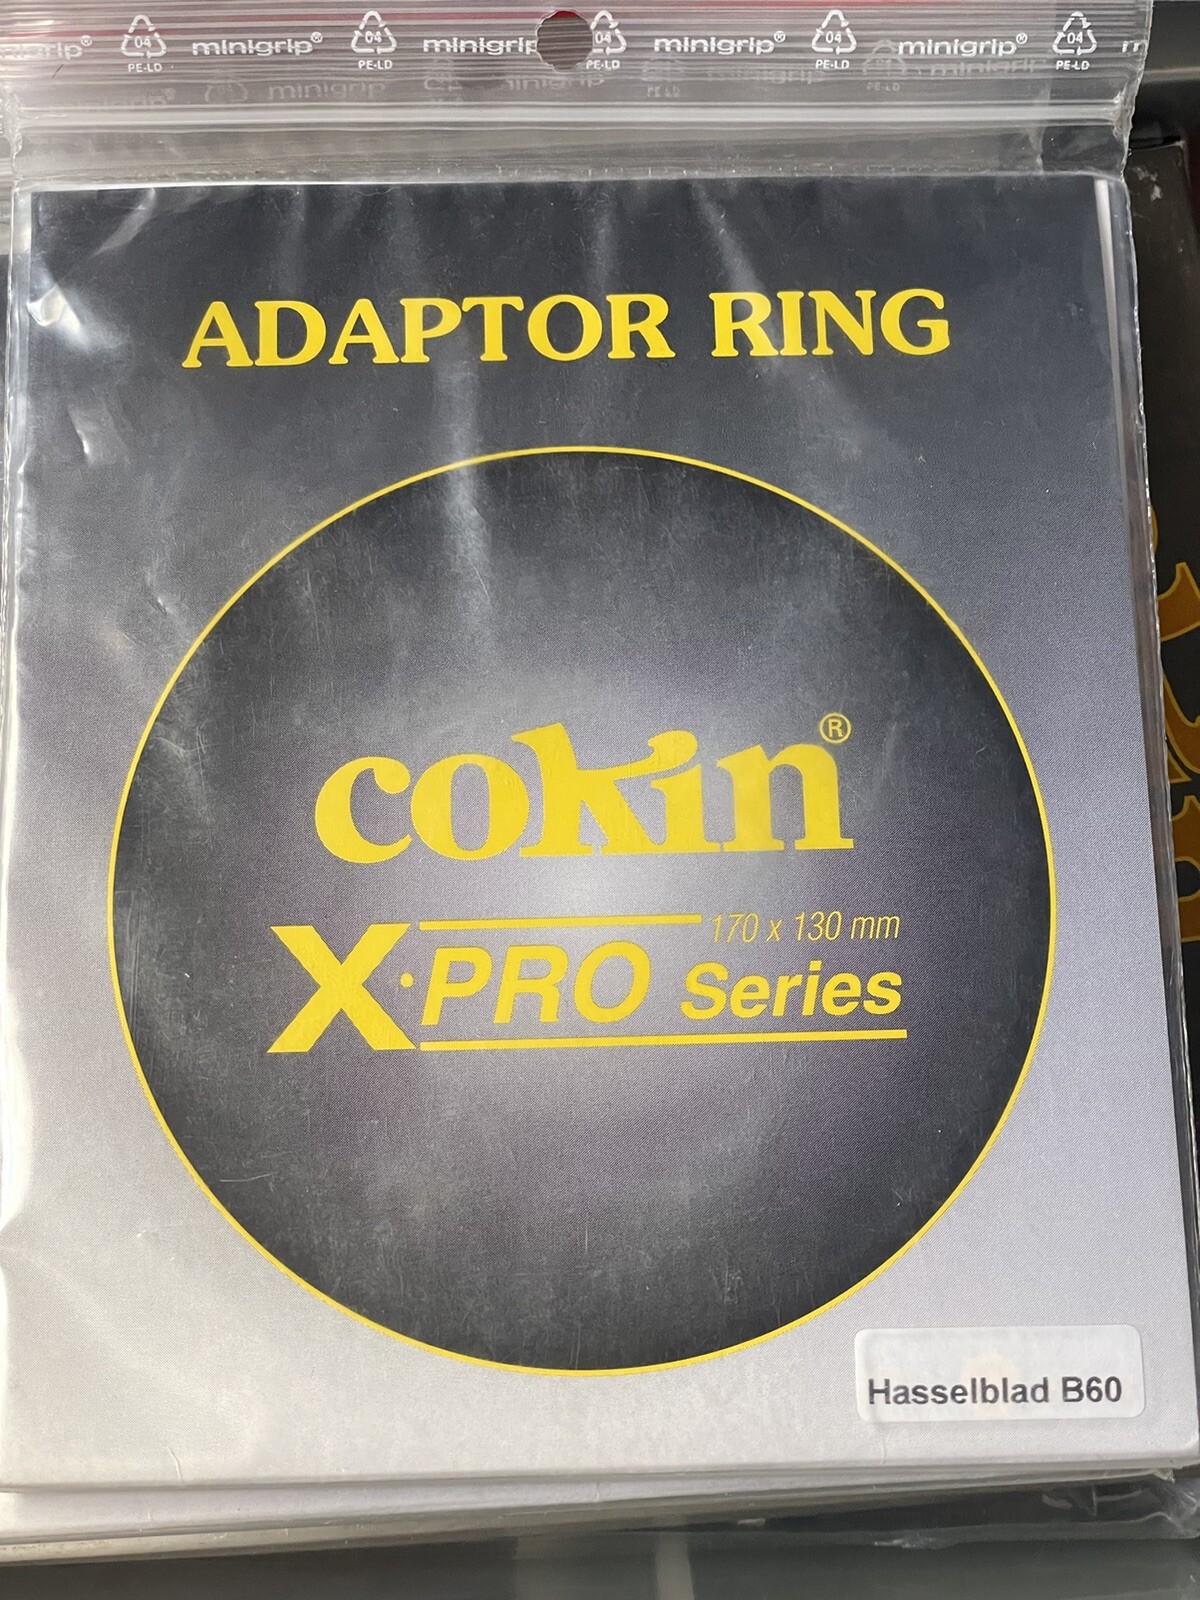 minigrip® 04 PE-LD minigrip® 04 PE-LD minigrip 04 PE-LD minigrip® 04 PE-LD minigrip® 04 PE-LD
ADAPTOR RING
cokin®
170 x 130 mm
X·PRO Series
Hasselblad B60